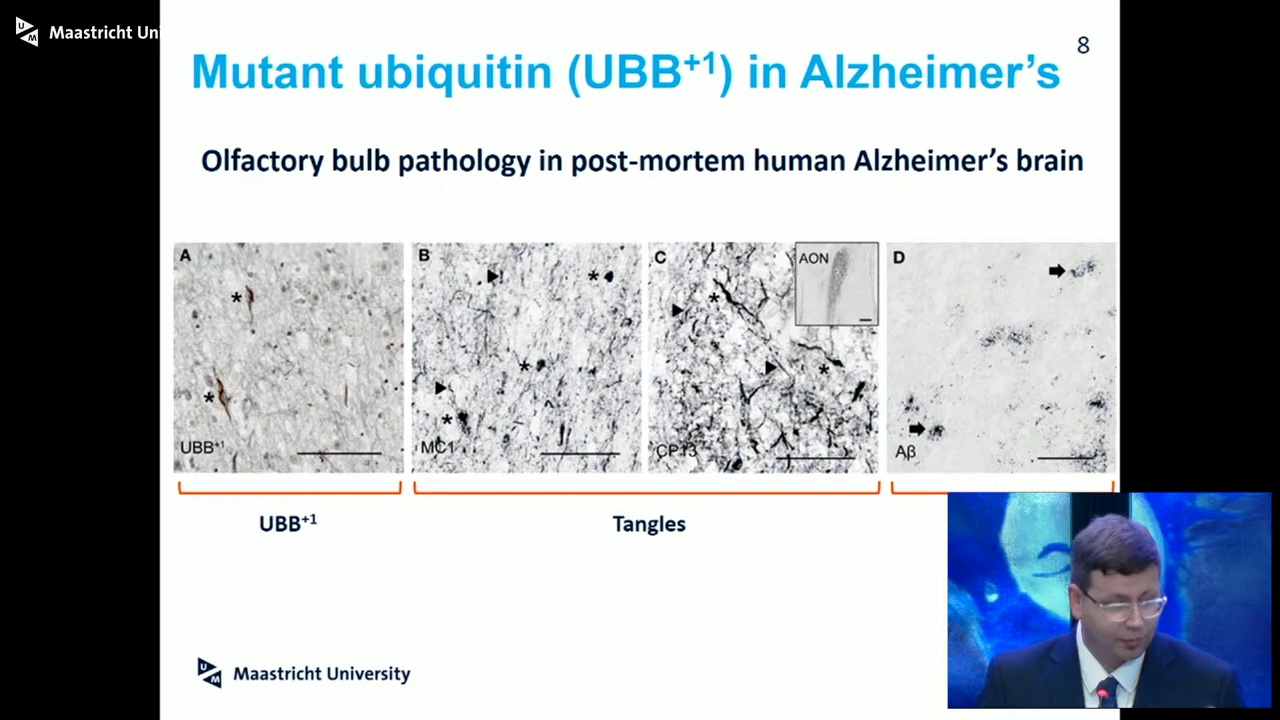 Maastricht Un
8
Mutant ubiquitin (UBB+1) in Alzheimer's
Olfactory bulb pathology in post-mortem human Alzheimer's brain
A
B
C
AON
D
UBB+1
MC1
CP13
Aβ
UBB+1
Tangles
Maastricht University